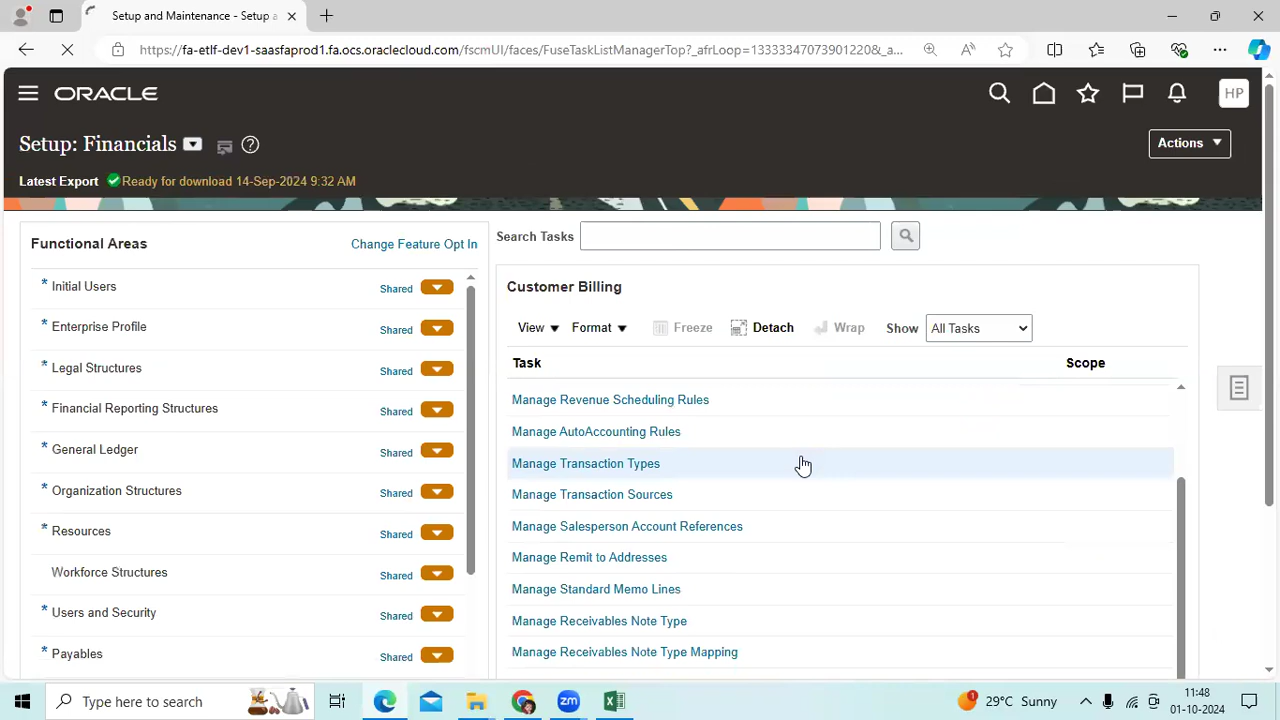 Setup and Maintenance - Setup a
https://fa-etlf-dev1-saasfaprod1.fa.ocs.oraclecloud.com/fscmUI/faces/FuseTaskListManagerTop?_afrLoop=13333347073901220&_a...
ORACLE
HP
Setup: Financials
Actions
Latest Export Ready for download 14-Sep-2024 9:32 AM
Functional Areas
Change Feature Opt In
* Initial Users Shared
* Enterprise Profile Shared
* Legal Structures Shared
* Financial Reporting Structures Shared
* General Ledger Shared
* Organization Structures Shared
* Resources Shared
Workforce Structures Shared
* Users and Security Shared
* Payables Shared
Search Tasks
Customer Billing
View Format Freeze Detach Wrap Show All Tasks
Task Scope
Manage Revenue Scheduling Rules
Manage AutoAccounting Rules
Manage Transaction Types
Manage Transaction Sources
Manage Salesperson Account References
Manage Remit to Addresses
Manage Standard Memo Lines
Manage Receivables Note Type
Manage Receivables Note Type Mapping
Type here to search
zm
1
29°C Sunny
11:48
01-10-2024